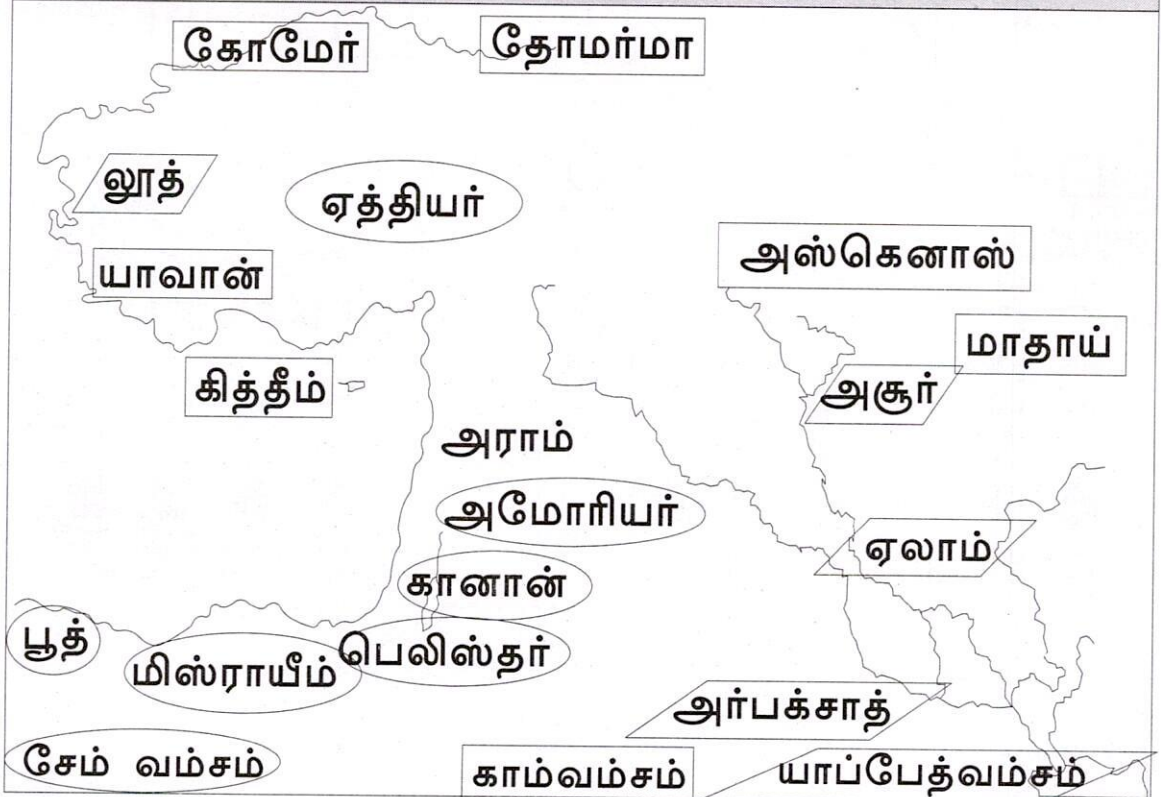 கோமேர்
தோமர்மா
லூத்
ஏத்தியர்
யாவான்
அஸ்கெனாஸ்
மாதாய்
கித்தீம்
அசூர்
அராம்
அமோரியர்
ஏலாம்
கானான்
பூத்
மிஸ்ராயீம்
பெலிஸ்தர்
அர்பக்சாத்
சேம் வம்சம்
காம்வம்சம்
யாப்பேத்வம்சம்